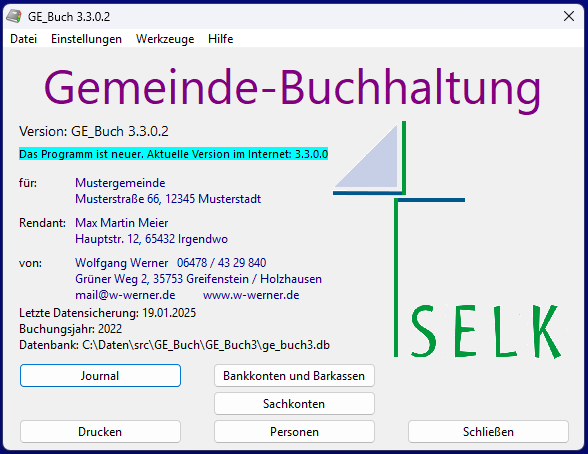 GE_Buch 3.3.0.2
Datei Einstellungen Werkzeuge Hilfe
Gemeinde-Buchhaltung
Version: GE_Buch 3.3.0.2
Das Programm ist neuer. Aktuelle Version im Internet: 3.3.0.0
für: Mustergemeinde
Musterstraße 66, 12345 Musterstadt
Rendant: Max Martin Meier
Hauptstr. 12, 65432 Irgendwo
von: Wolfgang Werner 06478 / 43 29 840
Grüner Weg 2, 35753 Greifenstein / Holzhausen
mail@w-werner.de www.w-werner.de
Letzte Datensicherung: 19.01.2025
Buchungsjahr: 2022
Datenbank: C:\Daten\src\GE_Buch\GE_Buch3\ge_buch3.db
SELK
Journal Bankkonten und Barkassen
Sachkonten
Drucken Personen Schließen